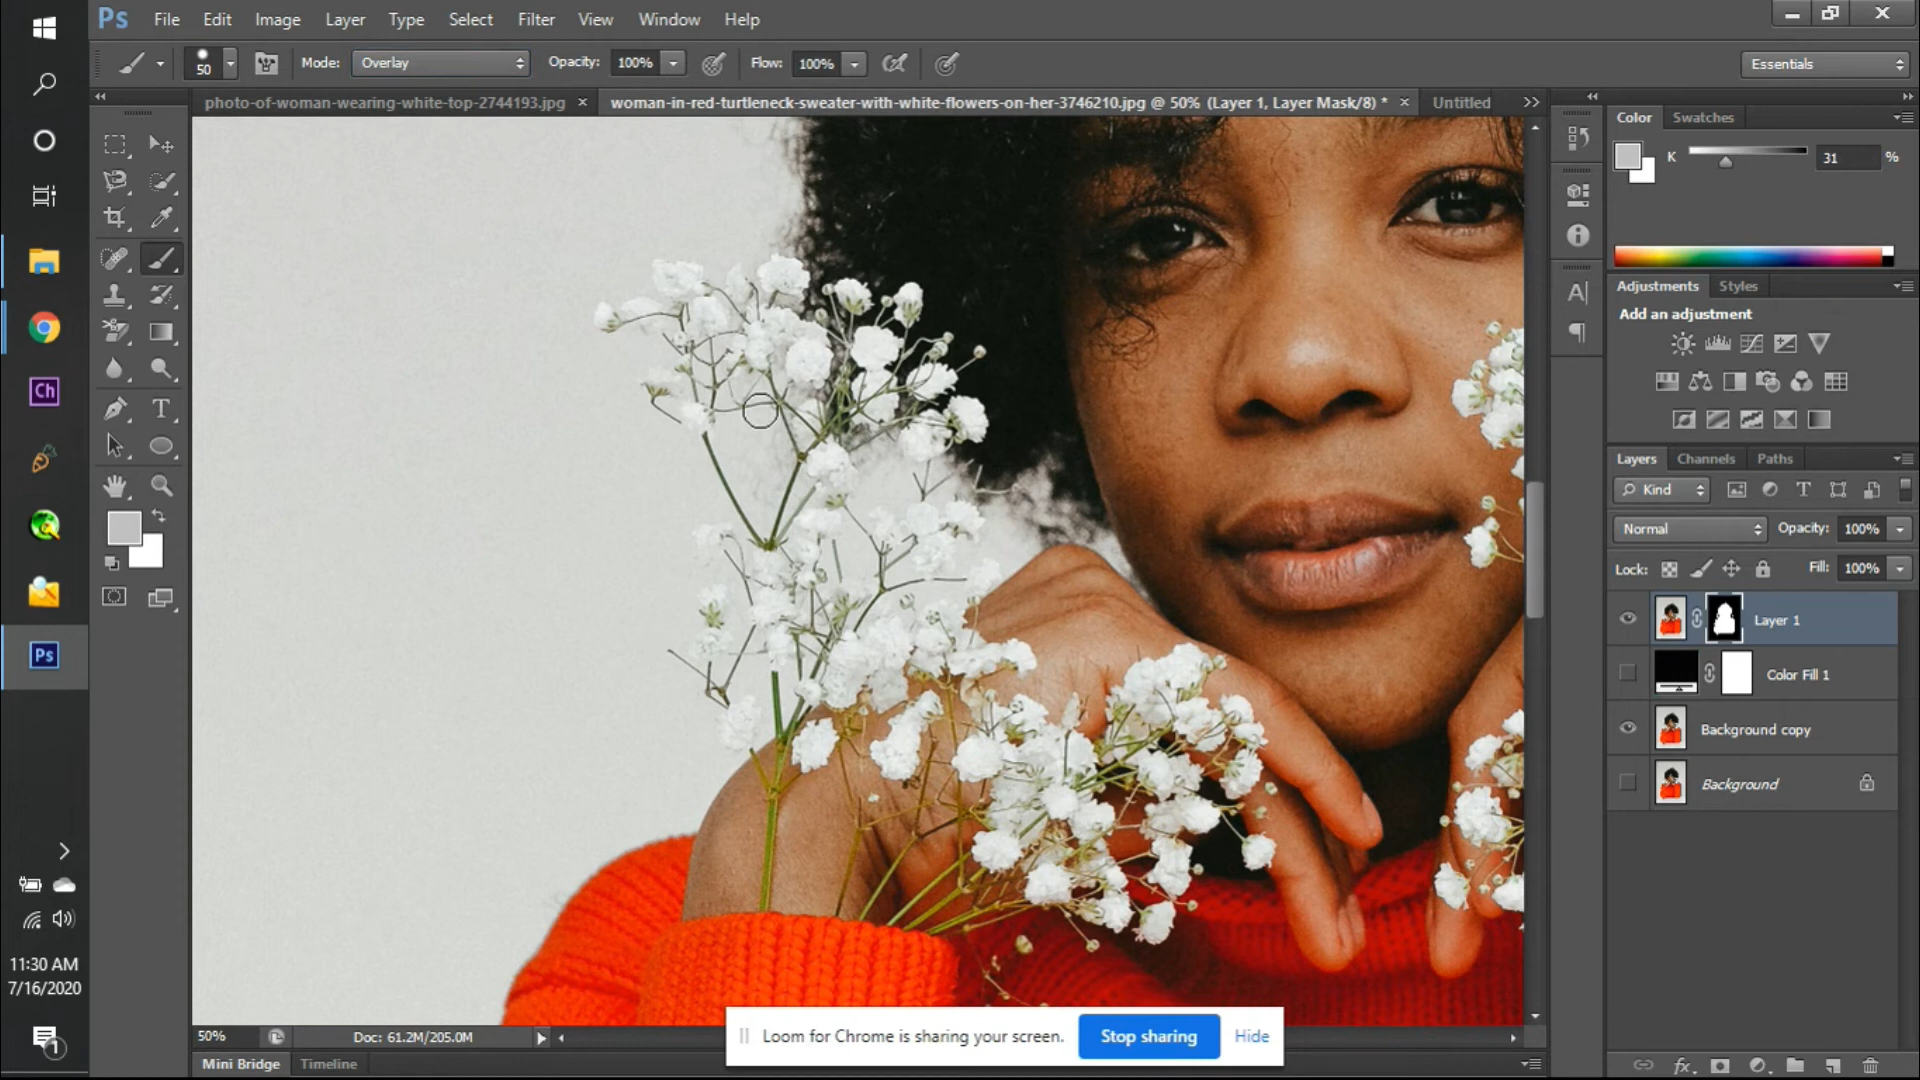 Ps File Edit Image Layer Type Select Filter View Window Help
50 Mode: Overlay Opacity: 100% Flow: 100% Essentials
photo-of-woman-wearing-white-top-2744193.jpg × woman-in-red-turtleneck-sweater-with-white-flowers-on-her-3746210.jpg @ 50% (Layer 1, Layer Mask/8) * × Untitled >>
Color Swatches
K 31 %
Adjustments Styles
Add an adjustment
Ch
Ps
Layers Channels Paths
Kind
Normal Opacity: 100%
Lock: Fill: 100%
Layer 1
Color Fill 1
Background copy
Background
11:30 AM
7/16/2020
1
50% Doc: 61.2M/205.0M
Loom for Chrome is sharing your screen. Stop sharing Hide
Mini Bridge Timeline